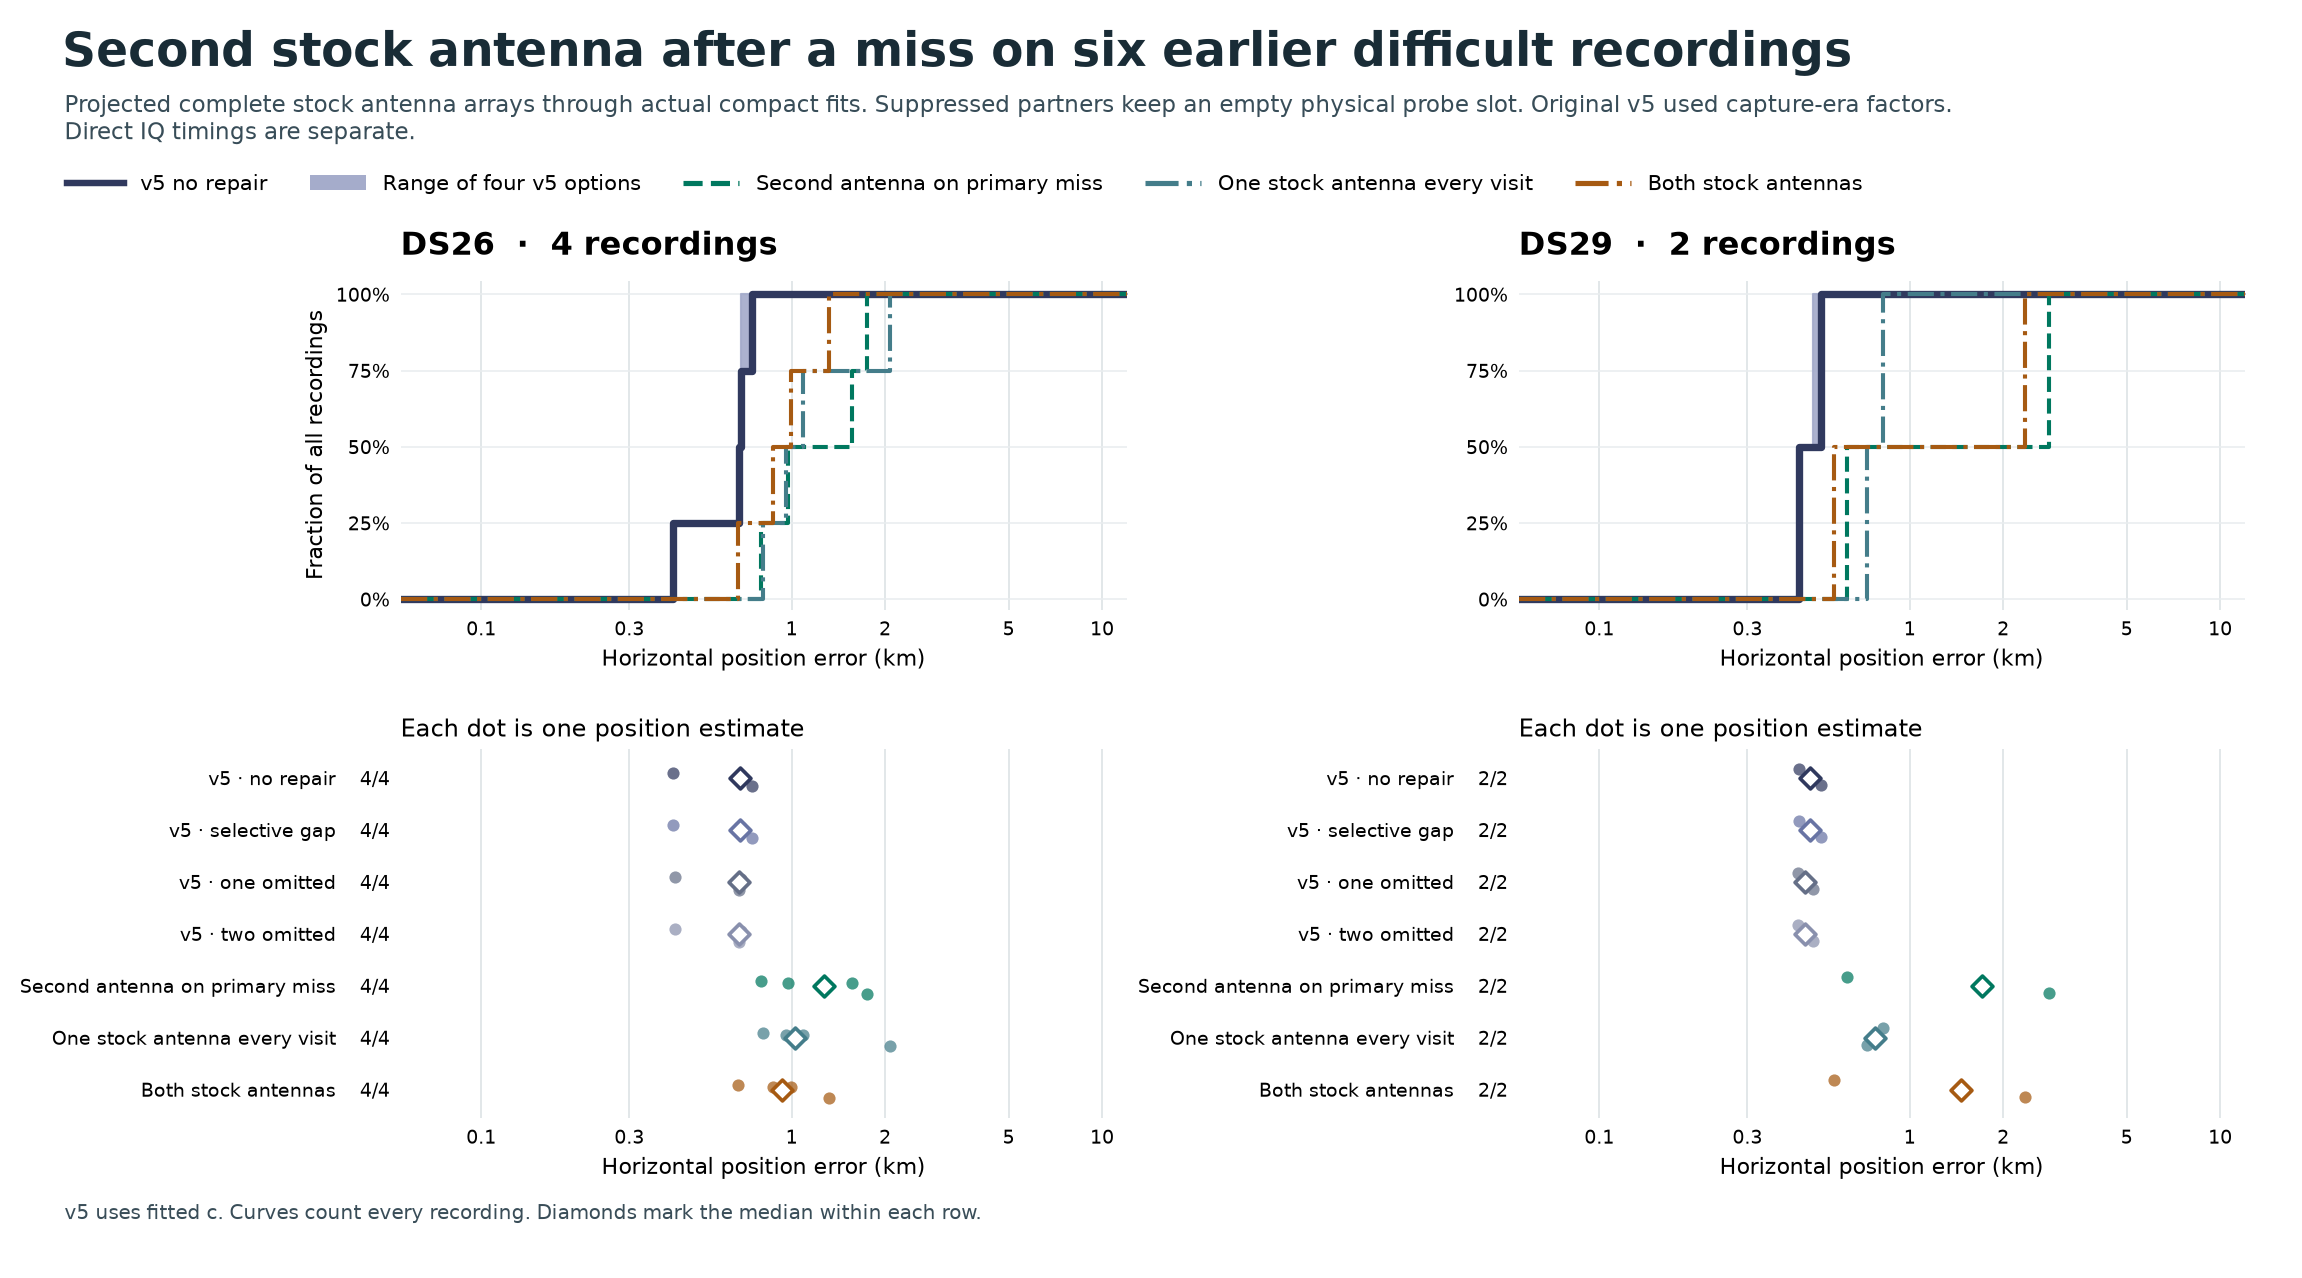 Second stock antenna after a miss on six earlier difficult recordings
Projected complete stock antenna arrays through actual compact fits. Suppressed partners keep an empty physical probe slot. Original v5 used capture-era factors.
Direct IQ timings are separate.
v5 no repair
Range of four v5 options
Second antenna on primary miss
One stock antenna every visit
Both stock antennas
DS26 · 4 recordings
Fraction of all recordings
100%
75%
50%
25%
0%
0.1 0.3 1 2 5 10
Horizontal position error (km)
DS29 · 2 recordings
100%
75%
50%
25%
0%
0.1 0.3 1 2 5 10
Horizontal position error (km)
Each dot is one position estimate
v5 · no repair 4/4
v5 · selective gap 4/4
v5 · one omitted 4/4
v5 · two omitted 4/4
Second antenna on primary miss 4/4
One stock antenna every visit 4/4
Both stock antennas 4/4
0.1 0.3 1 2 5 10
Horizontal position error (km)
Each dot is one position estimate
v5 · no repair 2/2
v5 · selective gap 2/2
v5 · one omitted 2/2
v5 · two omitted 2/2
Second antenna on primary miss 2/2
One stock antenna every visit 2/2
Both stock antennas 2/2
0.1 0.3 1 2 5 10
Horizontal position error (km)
v5 uses fitted c. Curves count every recording. Diamonds mark the median within each row.